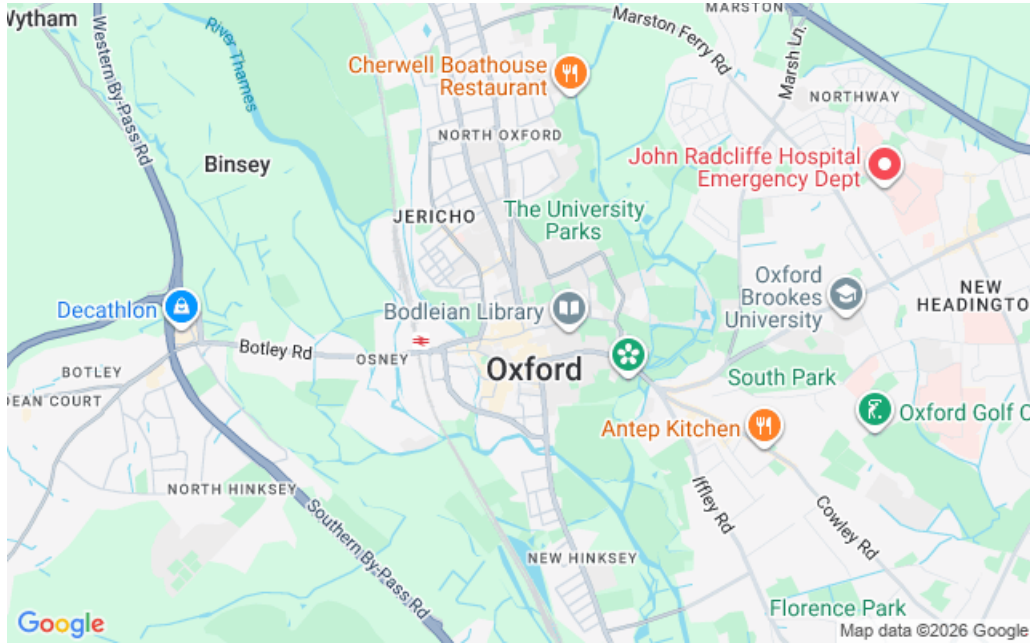 Wytham
MARSTON
Marston Ferry Rd
Marsh Ln.
River Thames
Western By-Pass Rd
Cherwell Boathouse
Restaurant
NORTHWAY
NORTH OXFORD
Binsey
John Radcliffe Hospital
Emergency Dept
JERICHO
The University
Parks
Oxford
Brookes
University
NEW
HEADINGTO
Decathlon
Bodleian Library
Botley Rd
OSNEY
Oxford
BOTLEY
South Park
DEAN COURT
Antep Kitchen
Oxford Golf C
NORTH HINKSEY
Iffley Rd
Cowley Rd
Southern By-Pass Rd
NEW HINKSEY
Florence Park
Google
Map data ©2026 Google